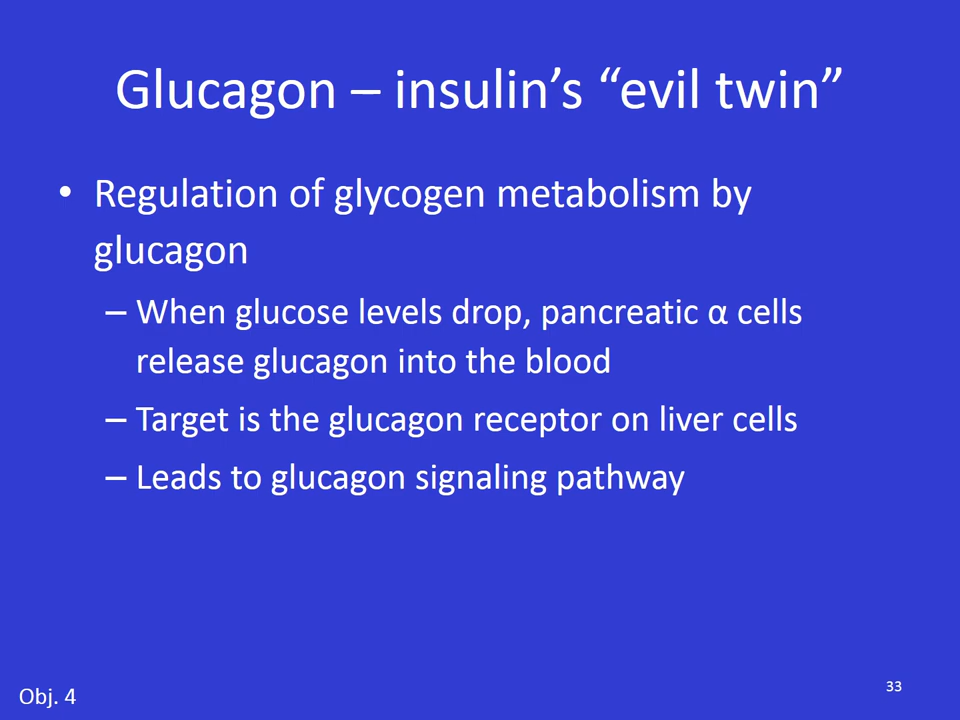 Glucagon – insulin’s “evil twin”
• Regulation of glycogen metabolism by
glucagon
– When glucose levels drop, pancreatic α cells
release glucagon into the blood
– Target is the glucagon receptor on liver cells
– Leads to glucagon signaling pathway
Obj. 4
33